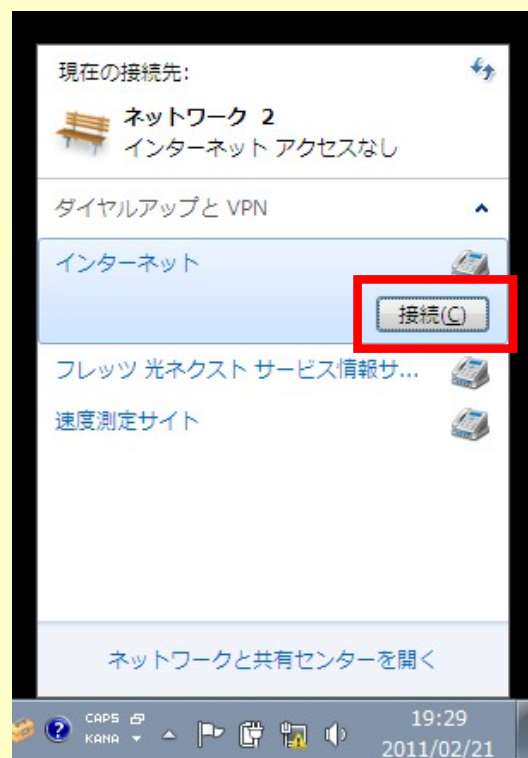 現在の接続先:
ネットワーク 2
インターネット アクセスなし
ダイヤルアップと VPN
インターネット
接続(C)
フレッツ 光ネクスト サービス情報サ...
速度測定サイト
ネットワークと共有センターを開く
CAPS
KANA
19:29
2011/02/21